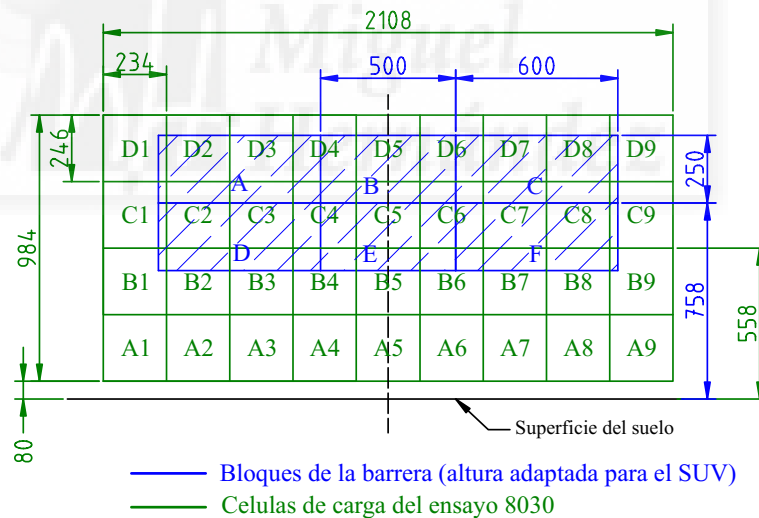 2108
234
500
600
246
D1 D2 D3 D4 D5 D6 D7 D8 D9
A B C
250
984
C1 C2 C3 C4 C5 C6 C7 C8 C9
D E F
B1 B2 B3 B4 B5 B6 B7 B8 B9
758
558
A1 A2 A3 A4 A5 A6 A7 A8 A9
80
Superficie del suelo
Bloques de la barrera (altura adaptada para el SUV)
Celulas de carga del ensayo 8030
Miguel
Hernández